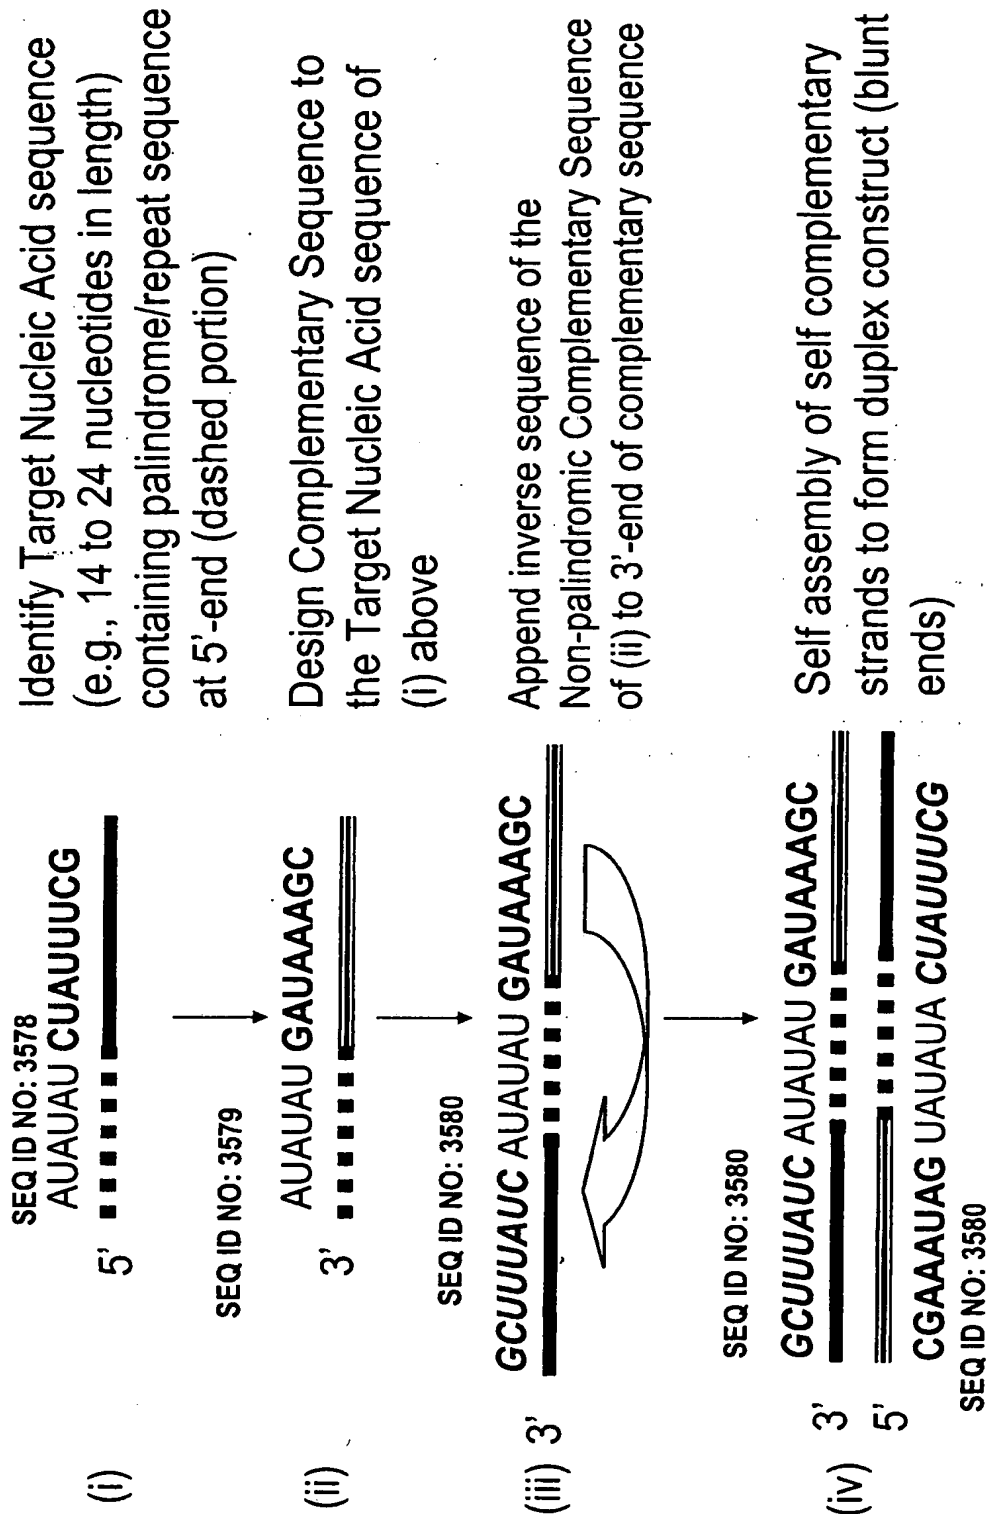 (i)
SEQ ID NO: 3578
AUAUAU CUAUUUCG
5'
Identify Target Nucleic Acid sequence
(e.g., 14 to 24 nucleotides in length)
containing palindrome/repeat sequence
at 5'-end (dashed portion)
(ii)
SEQ ID NO: 3579
AUAUAU GAUAAAGC
3'
Design Complementary Sequence to
the Target Nucleic Acid sequence of
(i) above
(iii)
SEQ ID NO: 3580
GCUUUAUC AUAUAU GAUAAAGC
3'
Append inverse sequence of the
Non-palindromic Complementary Sequence
of (ii) to 3'-end of complementary sequence
(iv)
SEQ ID NO: 3580
GCUUUAUC AUAUAU GAUAAAGC
3'
5'
CGAAAUAG UAUAUA CUAUUUCG
SEQ ID NO: 3580
Self assembly of self complementary
strands to form duplex construct (blunt
ends)